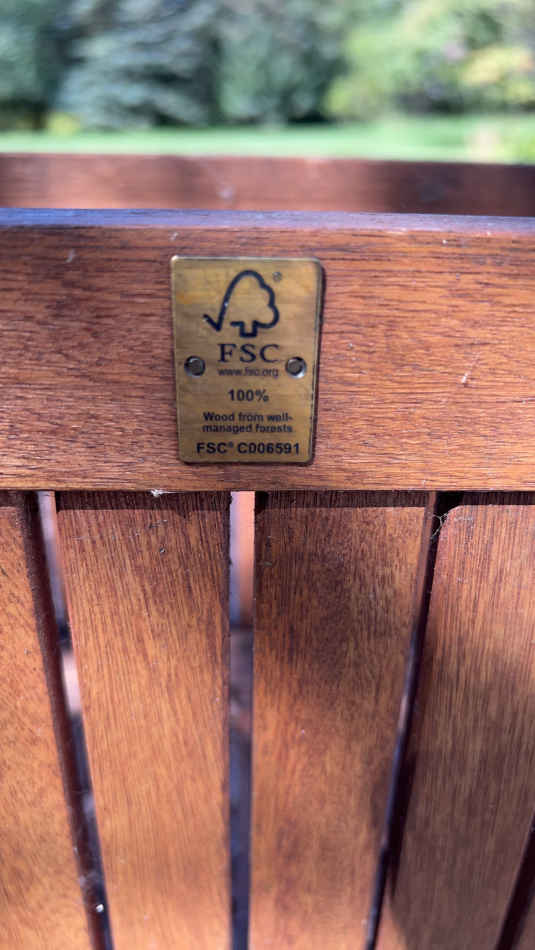 ®
FSC
www.fsc.org
100%
Wood from well-
managed forests
FSC® C006591